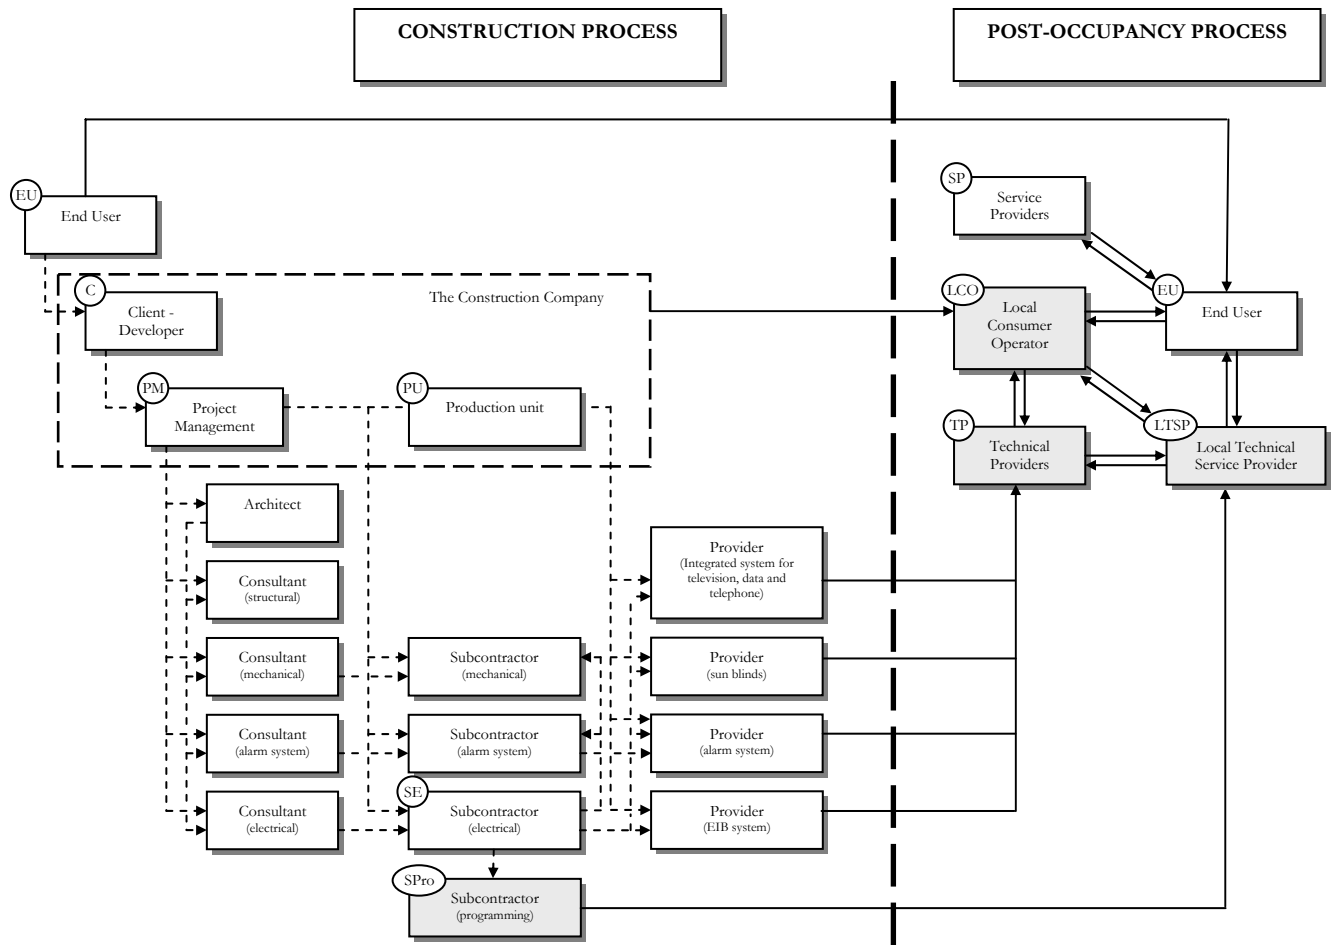 CONSTRUCTION PROCESS
POST-OCCUPANCY PROCESS
EU
End User
SP
Service
Providers
C
Client -
Developer
The Construction Company
LCO
Local
Consumer
Operator
EU
End User
PM
Project
Management
PU
Production unit
TP
Technical
Providers
LTSP
Local Technical
Service Provider
Architect
Provider
(Integrated system for
television, data and
telephone)
Consultant
(structural)
Consultant
(mechanical)
Subcontractor
(mechanical)
Provider
(sun blinds)
Consultant
(alarm system)
Subcontractor
(alarm system)
Provider
(alarm system)
Consultant
(electrical)
SE
Subcontractor
(electrical)
Provider
(EIB system)
SPro
Subcontractor
(programming)